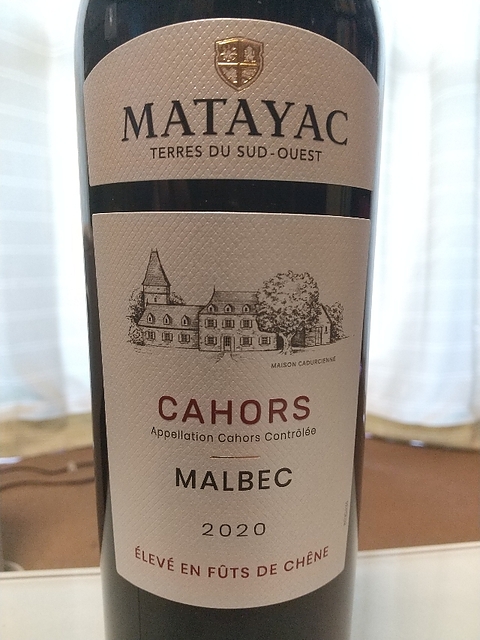 MATAYAC
TERRES DU SUD-OUEST
MAISON CADURCIENNE
CAHORS
Appellation Cahors Contrôlée
MALBEC
2020
ÉLEVÉ EN FÛTS DE CHÊNE